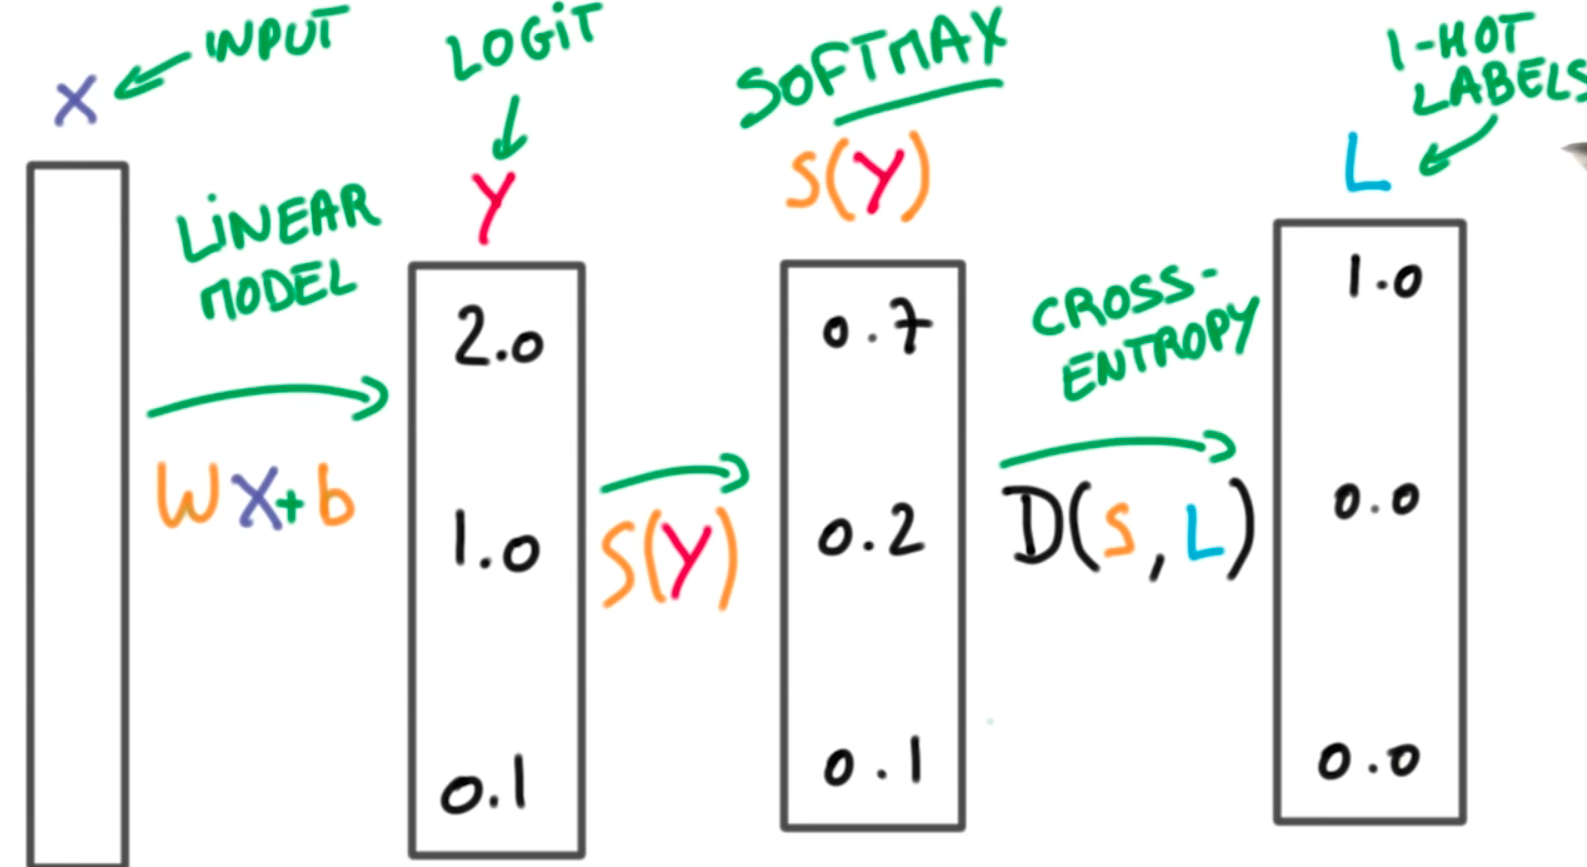 X
INPUT
LINEAR
MODEL
WX+b
LOGIT
Y
2.0
1.0
0.1
S(Y)
SOFTMAX
S(Y)
0.7
0.2
0.1
CROSS-
ENTROPY
D(S,L)
1-HOT
LABELS
L
1.0
0.0
0.0